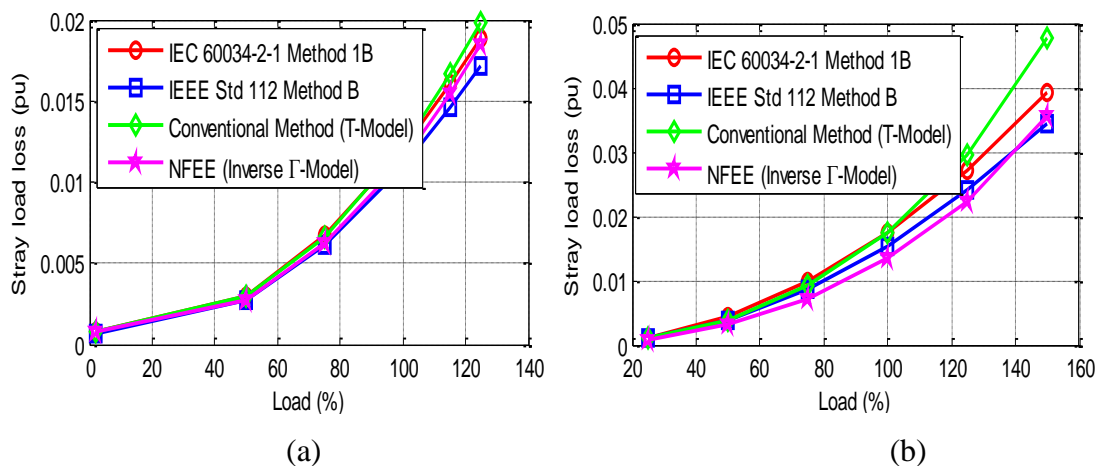 (a)
Stray load loss (pu)
0.02
0.015
0.01
0.005
0
IEC 60034-2-1 Method 1B
IEEE Std 112 Method B
Conventional Method (T-Model)
NFEE (Inverse Γ-Model)
0 20 40 60 80 100 120 140
Load (%)
(b)
Stray load loss (pu)
0.05
0.04
0.03
0.02
0.01
0
IEC 60034-2-1 Method 1B
IEEE Std 112 Method B
Conventional Method (T-Model)
NFEE (Inverse Γ-Model)
20 40 60 80 100 120 140 160
Load (%)